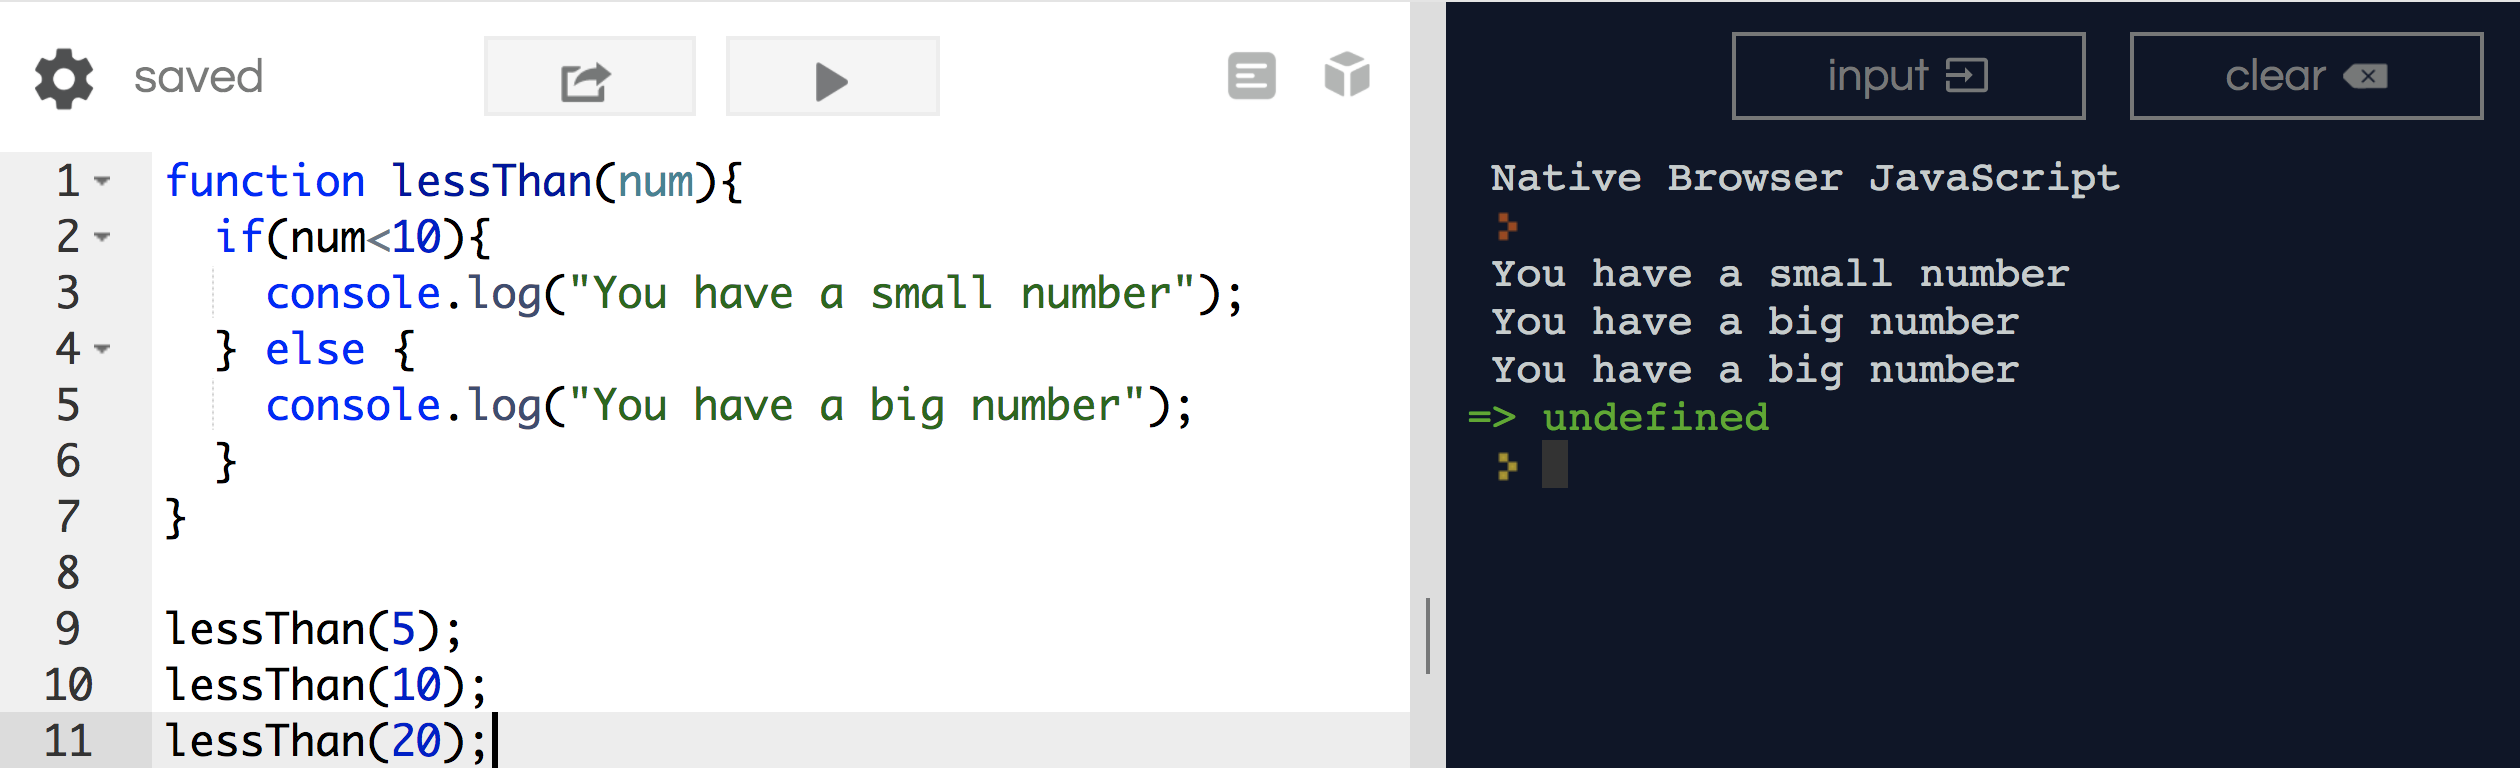 saved
1 function lessThan(num){
2   if(num<10){
3     console.log("You have a small number");
4   } else {
5     console.log("You have a big number");
6   }
7 }
8
9 lessThan(5);
10 lessThan(10);
11 lessThan(20);
input
clear
Native Browser JavaScript
You have a small number
You have a big number
You have a big number
=> undefined